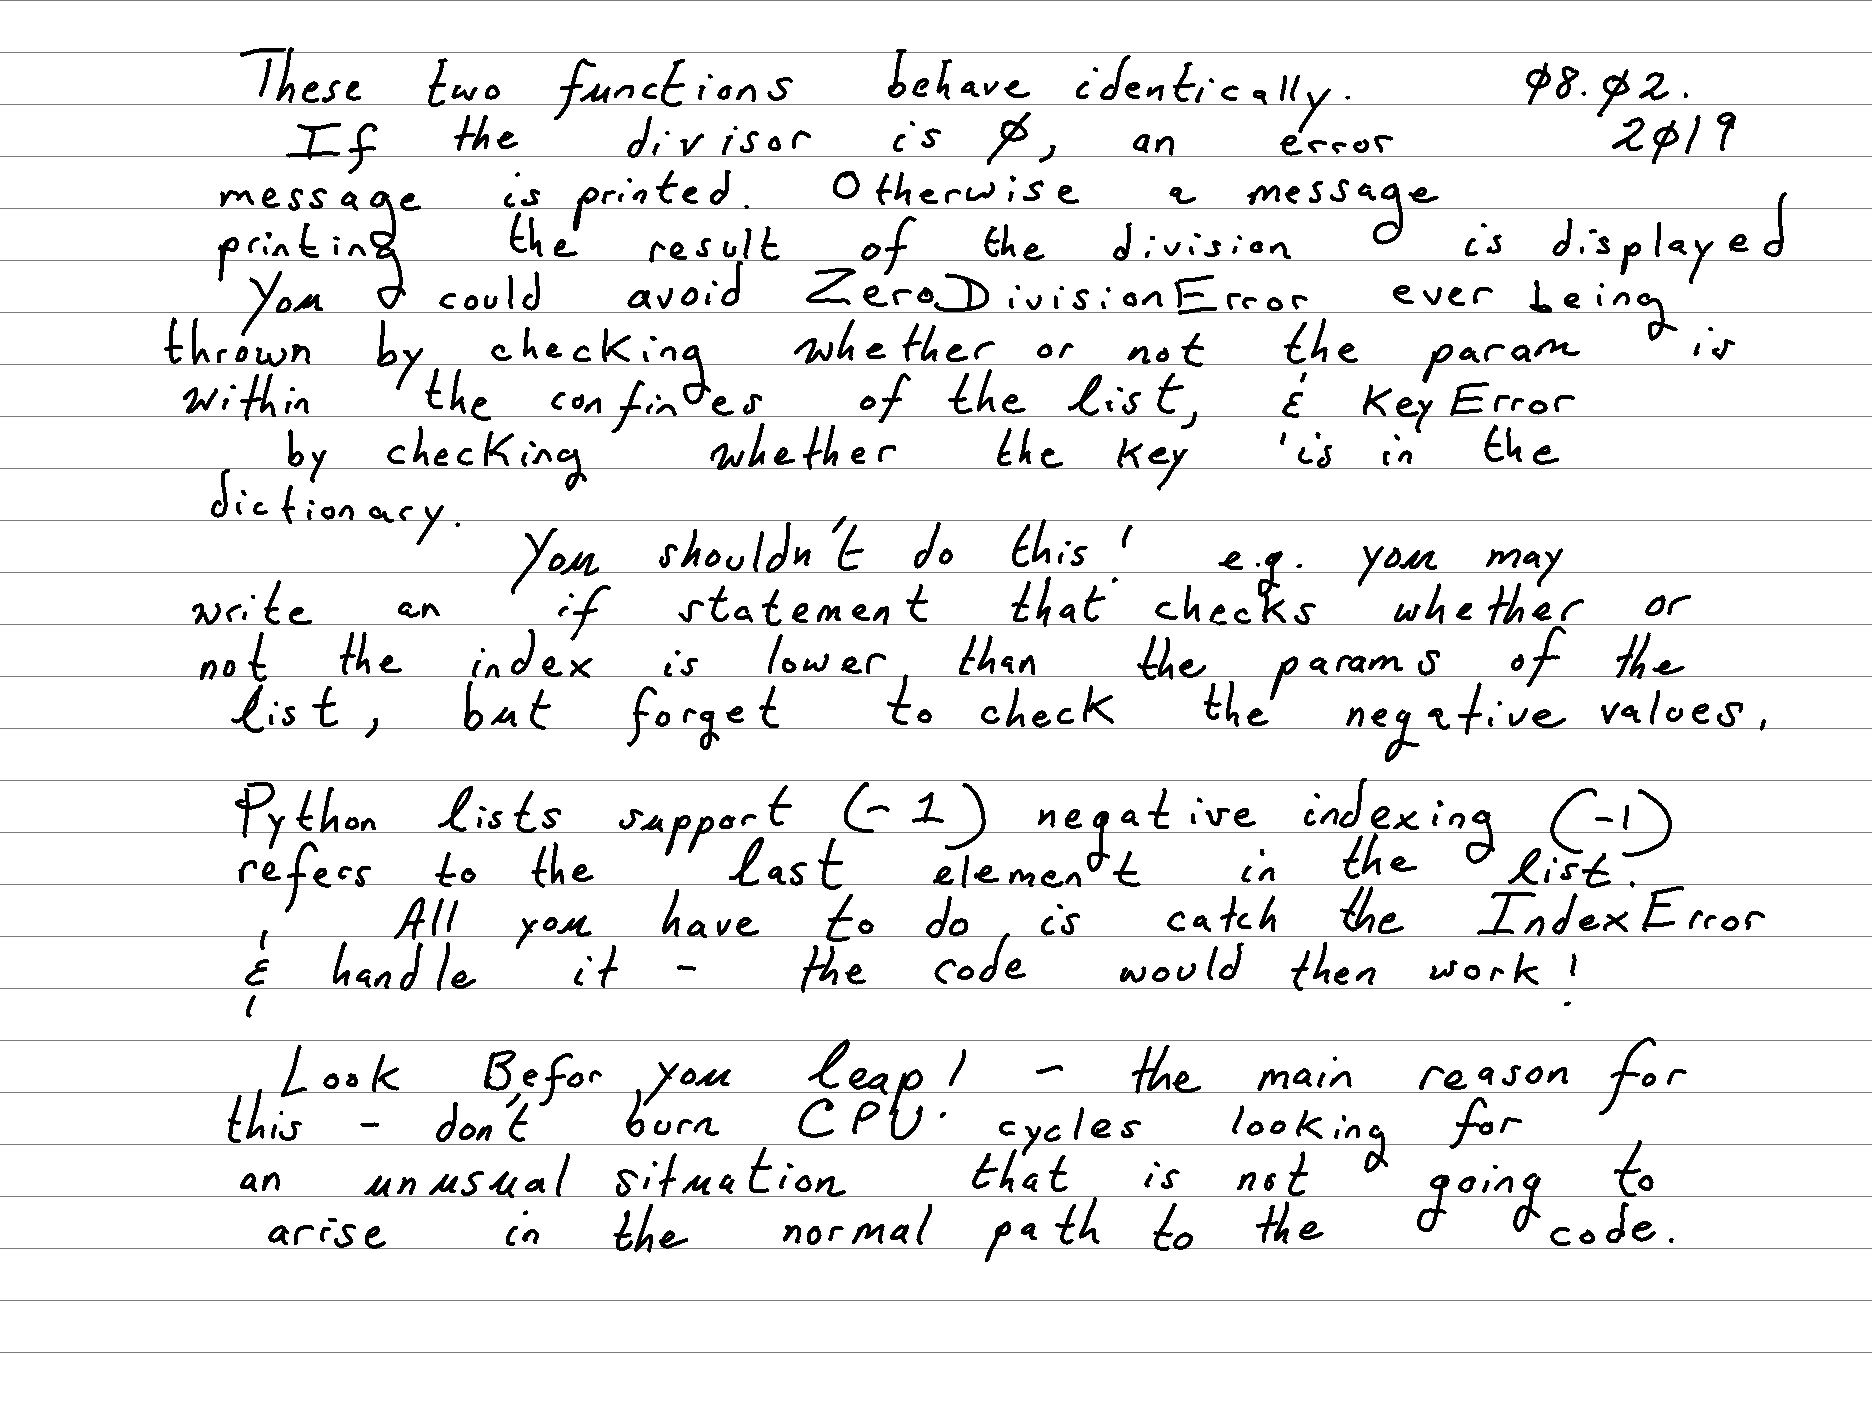 These two functions behave identically. Ø8.Ø2.
If the divisor is Ø, an error 2Ø19
message is printed. Otherwise a message
printing the result of the division is displayed
You could avoid ZeroDivisionError ever being
thrown by checking whether or not the param is
within the confines of the list, & KeyError
by checking whether the key is in the
dictionary.
You shouldn't do this! e.g. you may
write an if statement that checks whether or
not the index is lower than the params of the
list, but forget to check the negative values.
Python lists support (-1) negative indexing (-1)
refers to the last element in the list.
All you have to do is catch the IndexError
& handle it - the code would then work!
Look Befor you leap! - the main reason for
this - don't burn CPU cycles looking for
an unusual situation that is not going to
arise in the normal path to the code.